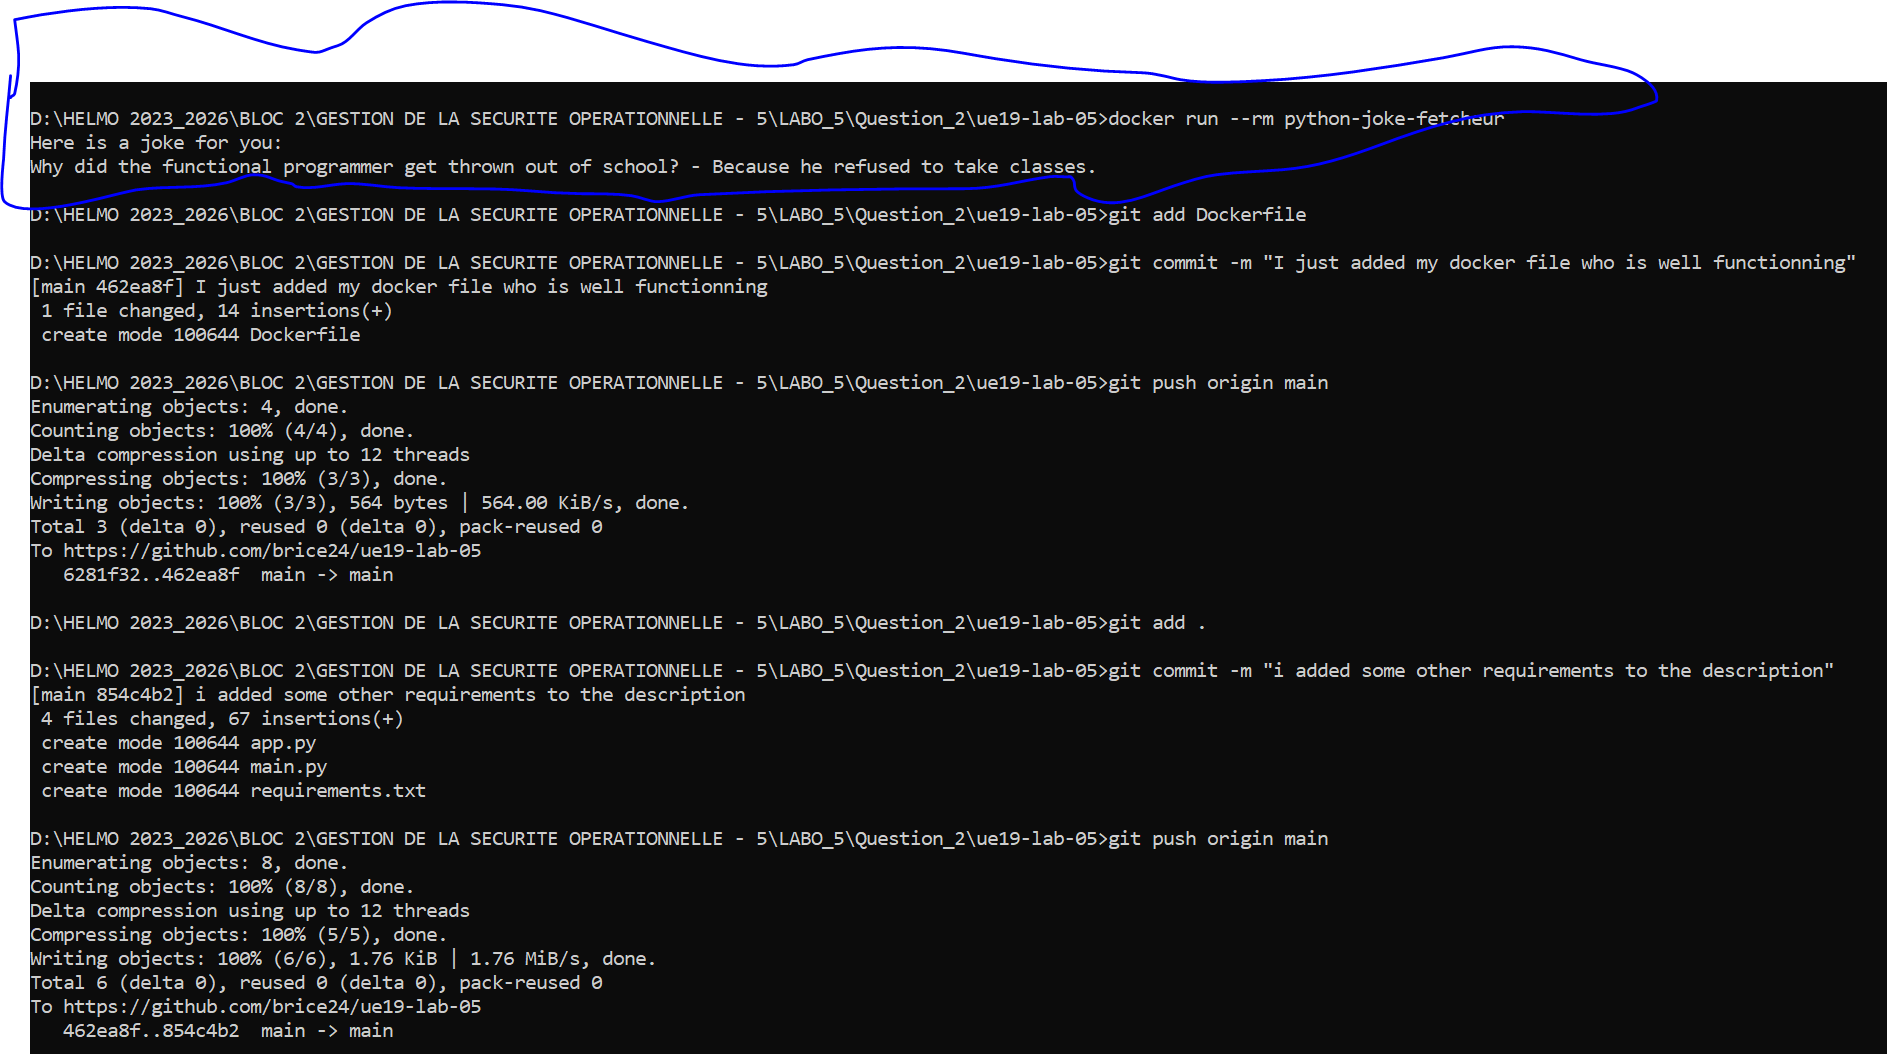 D:\HELMO 2023_2026\BLOC 2\GESTION DE LA SECURITE OPERATIONNELLE - 5\LABO_5\Question_2\ue19-lab-05>docker run --rm python-joke-fetcheur
Here is a joke for you:
Why did the functional programmer get thrown out of school? - Because he refused to take classes.
D:\HELMO 2023_2026\BLOC 2\GESTION DE LA SECURITE OPERATIONNELLE - 5\LABO_5\Question_2\ue19-lab-05>git add Dockerfile
D:\HELMO 2023_2026\BLOC 2\GESTION DE LA SECURITE OPERATIONNELLE - 5\LABO_5\Question_2\ue19-lab-05>git commit -m "I just added my docker file who is well functionning"
[main 462ea8f] I just added my docker file who is well functionning
 1 file changed, 14 insertions(+)
 create mode 100644 Dockerfile
D:\HELMO 2023_2026\BLOC 2\GESTION DE LA SECURITE OPERATIONNELLE - 5\LABO_5\Question_2\ue19-lab-05>git push origin main
Enumerating objects: 4, done.
Counting objects: 100% (4/4), done.
Delta compression using up to 12 threads
Compressing objects: 100% (3/3), done.
Writing objects: 100% (3/3), 564 bytes | 564.00 KiB/s, done.
Total 3 (delta 0), reused 0 (delta 0), pack-reused 0
To https://github.com/brice24/ue19-lab-05
   6281f32..462ea8f  main -> main
D:\HELMO 2023_2026\BLOC 2\GESTION DE LA SECURITE OPERATIONNELLE - 5\LABO_5\Question_2\ue19-lab-05>git add .
D:\HELMO 2023_2026\BLOC 2\GESTION DE LA SECURITE OPERATIONNELLE - 5\LABO_5\Question_2\ue19-lab-05>git commit -m "i added some other requirements to the description"
[main 854c4b2] i added some other requirements to the description
 4 files changed, 67 insertions(+)
 create mode 100644 app.py
 create mode 100644 main.py
 create mode 100644 requirements.txt
D:\HELMO 2023_2026\BLOC 2\GESTION DE LA SECURITE OPERATIONNELLE - 5\LABO_5\Question_2\ue19-lab-05>git push origin main
Enumerating objects: 8, done.
Counting objects: 100% (8/8), done.
Delta compression using up to 12 threads
Compressing objects: 100% (5/5), done.
Writing objects: 100% (6/6), 1.76 KiB | 1.76 MiB/s, done.
Total 6 (delta 0), reused 0 (delta 0), pack-reused 0
To https://github.com/brice24/ue19-lab-05
   462ea8f..854c4b2  main -> main